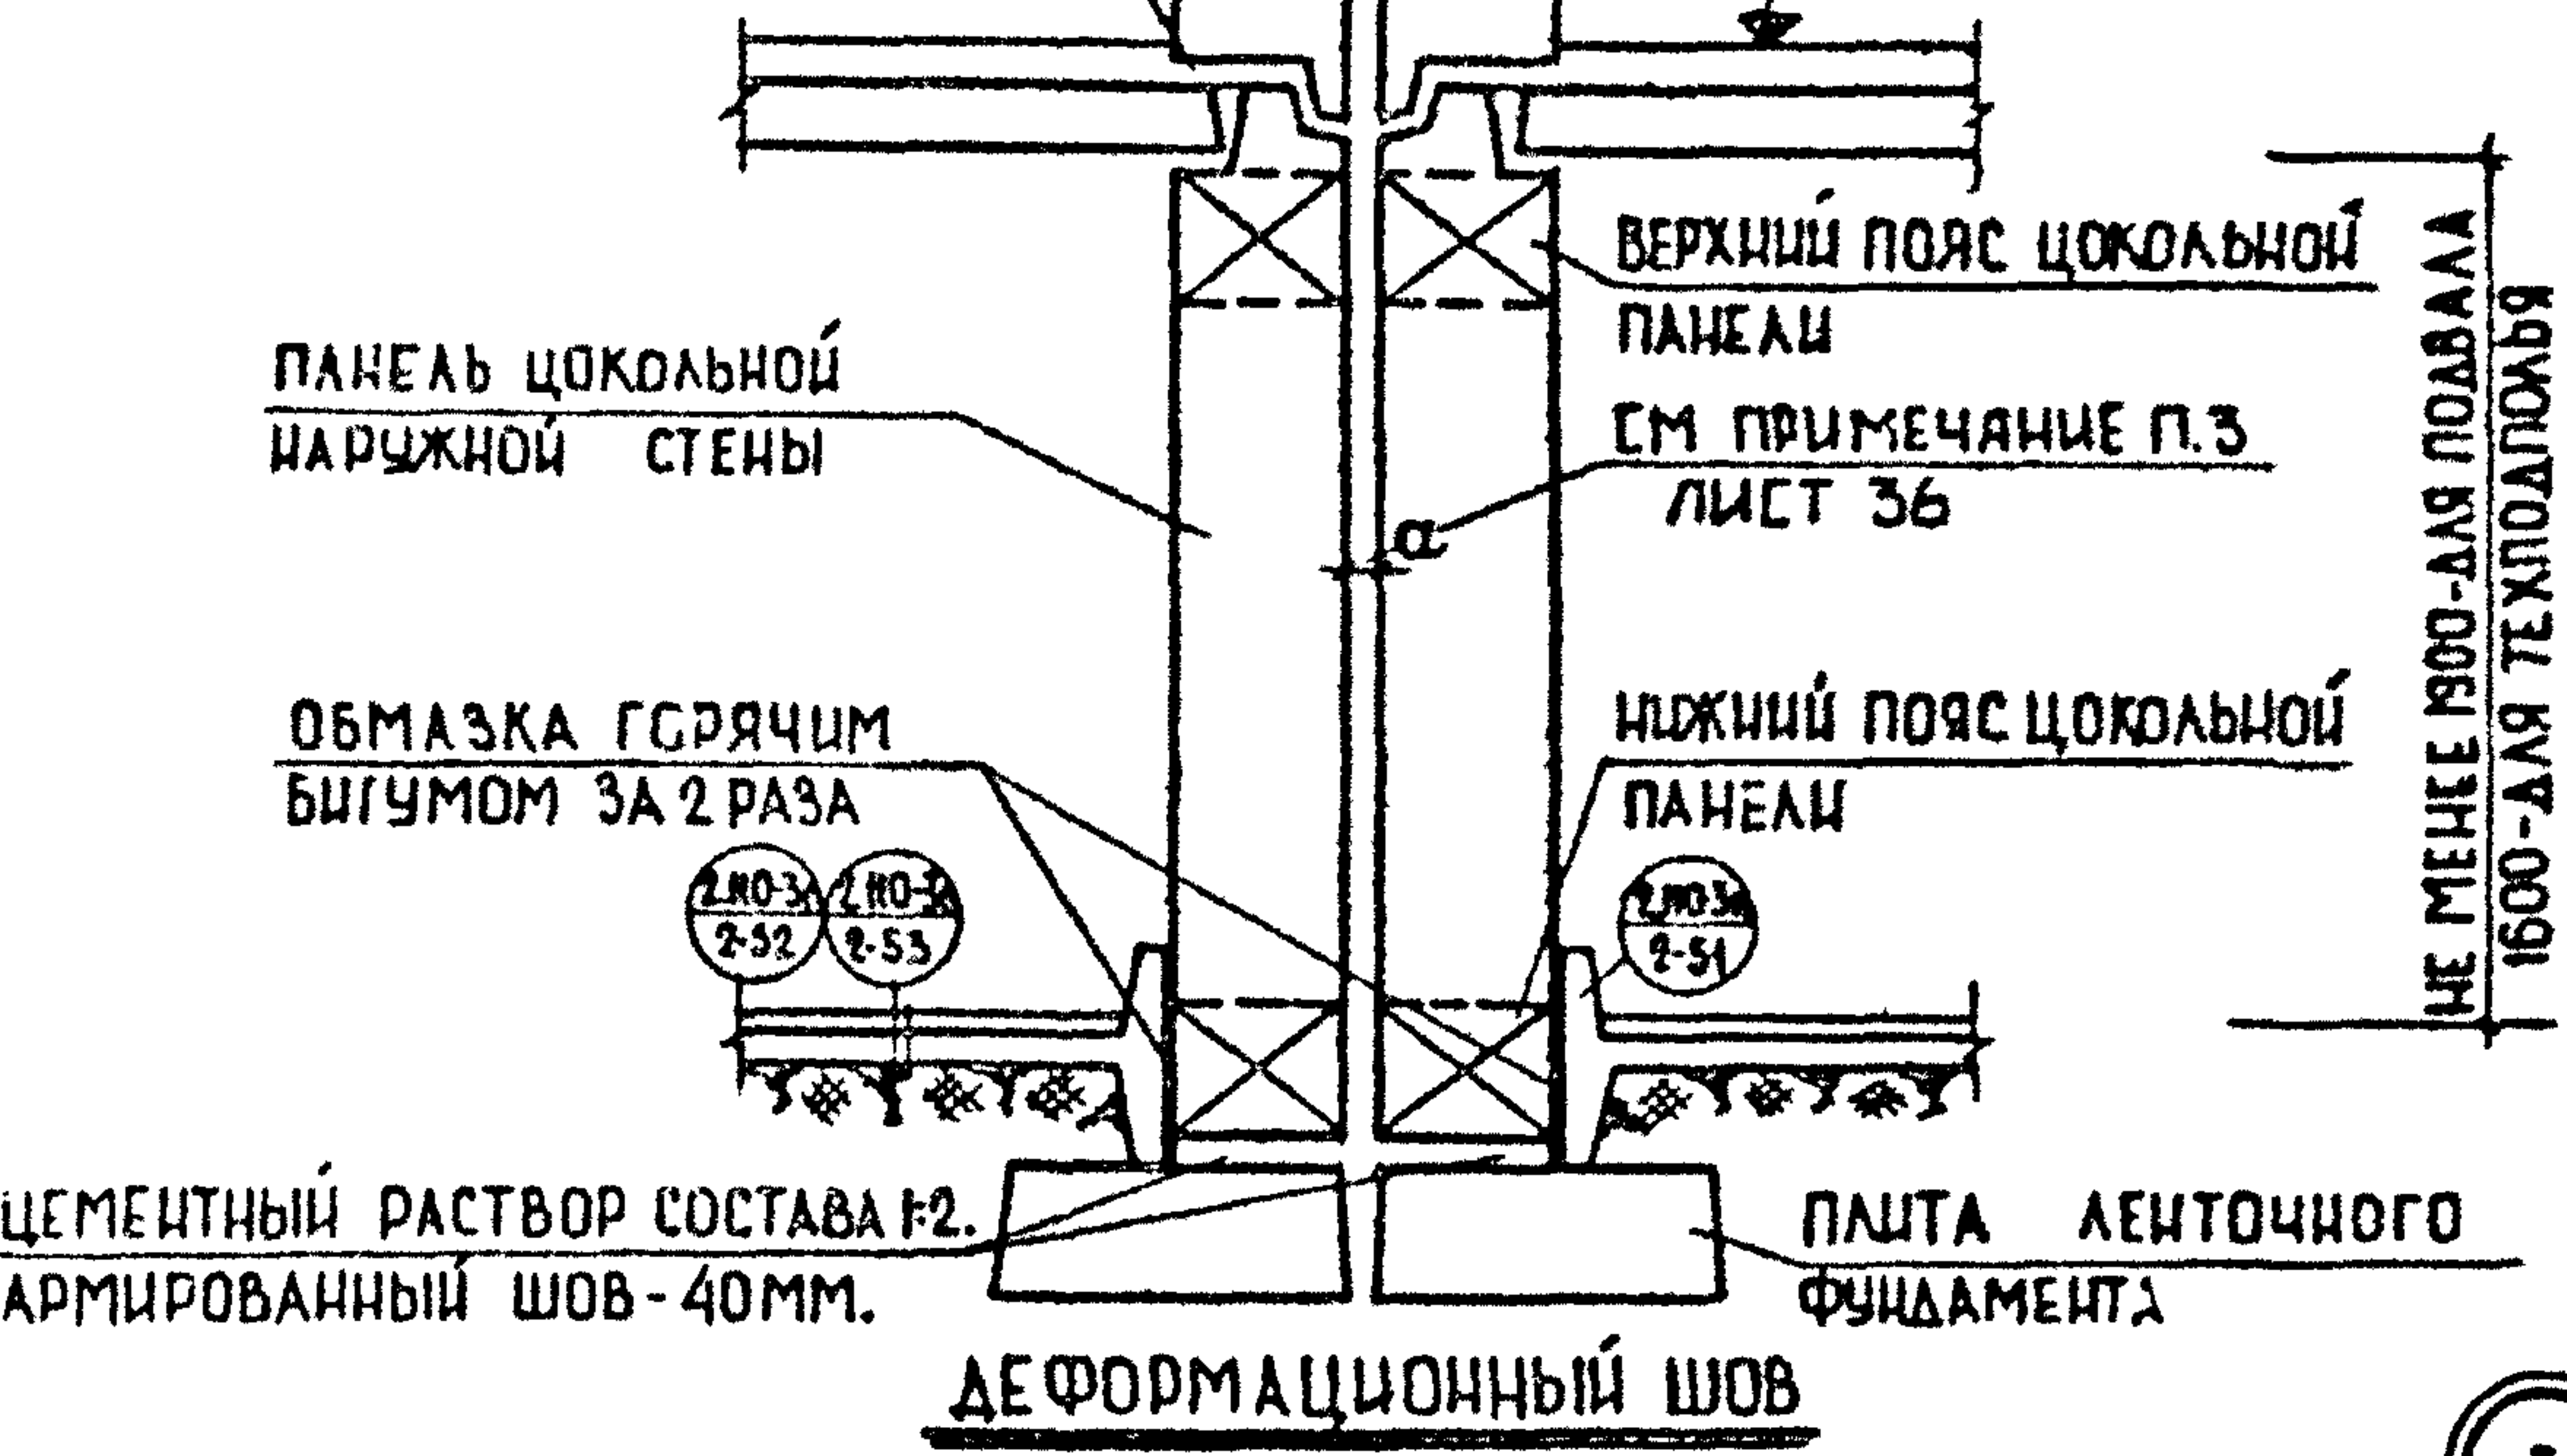 ВЕРХНИЙ ПОЯС ЦОКОЛЬНОЙ
ПАНЕЛИ
ПАНЕЛЬ ЦОКОЛЬНОЙ
НАРУЖНОЙ СТЕНЫ
СМ ПРИМЕЧАНИЕ П.3
ЛИСТ 36
а
НЕ МЕНЕЕ 1900-ДЛЯ ПОДВАЛА
1600-ДЛЯ ТЕХПОДПОЛЬЯ
ОБМАЗКА ГОРЯЧИМ
БИТУМОМ ЗА 2 РАЗА
НИЖНИЙ ПОЯС ЦОКОЛЬНОЙ
ПАНЕЛИ
2-52
2-53
2-51
ЦЕМЕНТНЫЙ РАСТВОР СОСТАВА 1:2.
АРМИРОВАННЫЙ ШОВ-40ММ.
ПЛИТА ЛЕНТОЧНОГО
ФУНДАМЕНТА
ДЕФОРМАЦИОННЫЙ ШОВ